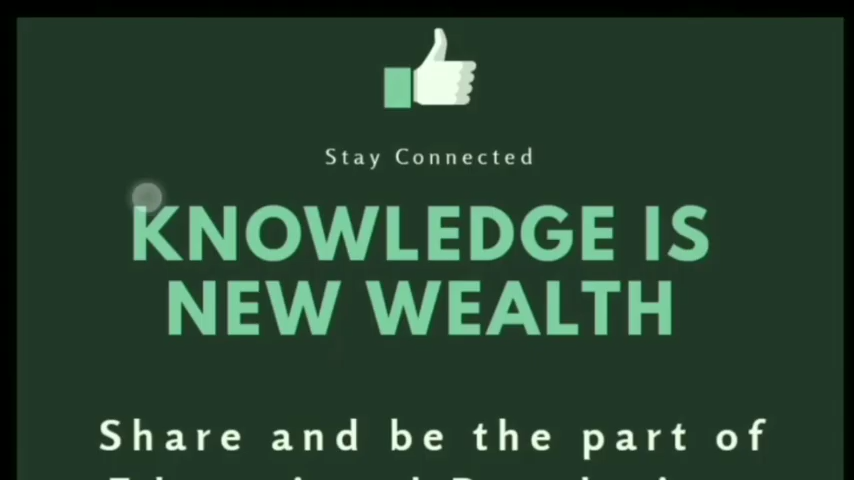 Stay Connected
KNOWLEDGE IS
NEW WEALTH
Share and be the part of